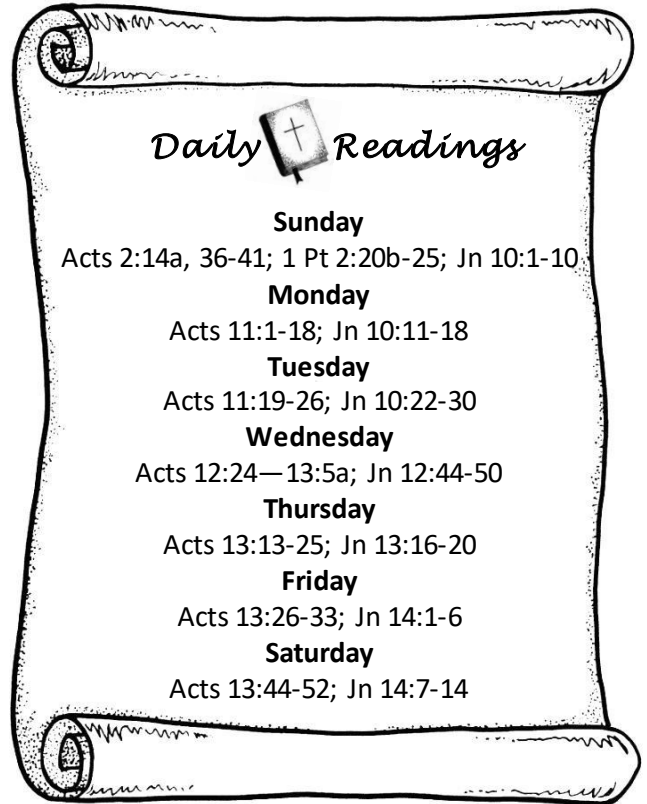 Daily Readings
Sunday
Acts 2:14a, 36-41; 1 Pt 2:20b-25; Jn 10:1-10
Monday
Acts 11:1-18; Jn 10:11-18
Tuesday
Acts 11:19-26; Jn 10:22-30
Wednesday
Acts 12:24—13:5a; Jn 12:44-50
Thursday
Acts 13:13-25; Jn 13:16-20
Friday
Acts 13:26-33; Jn 14:1-6
Saturday
Acts 13:44-52; Jn 14:7-14